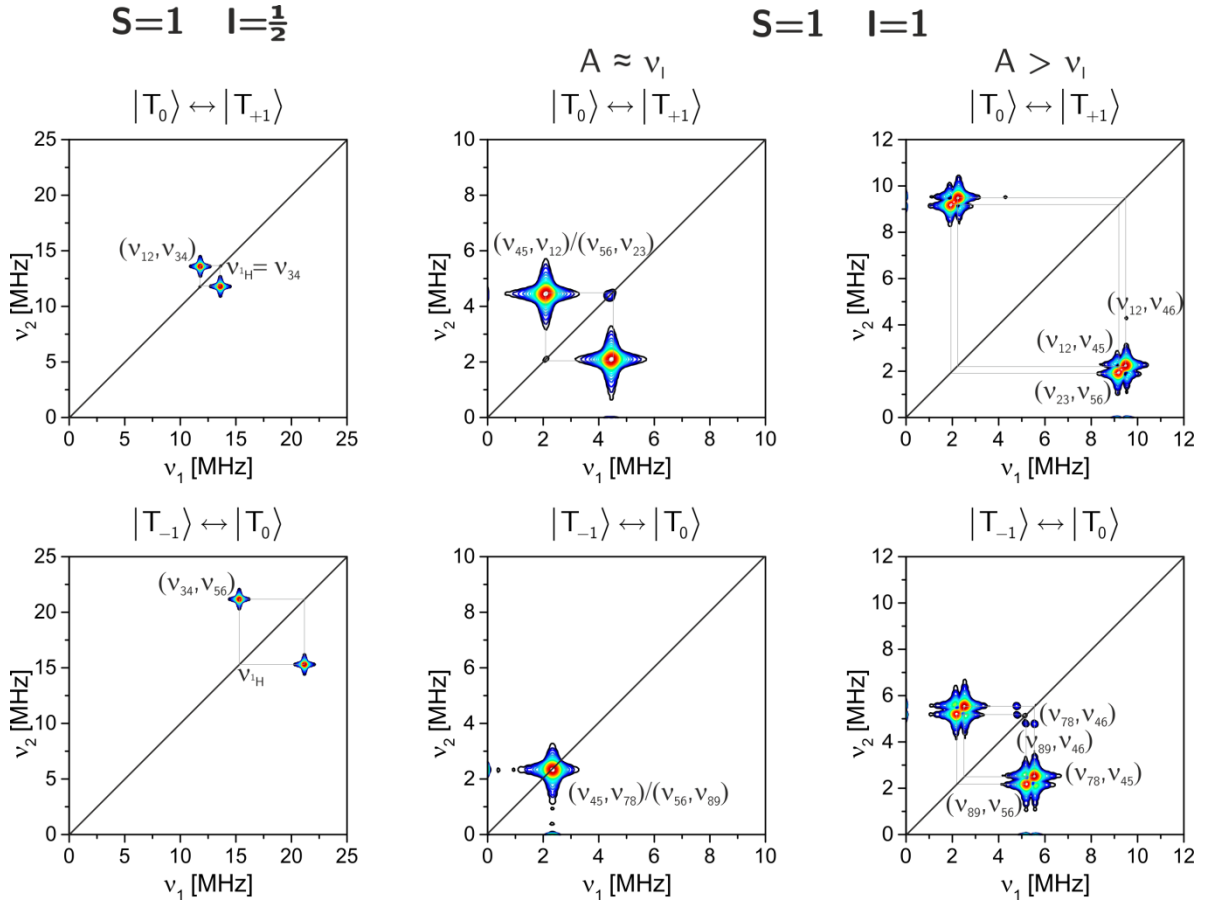 S=1 I=½
S=1 I=1
A ≈ νI
A > νI
|T₀⟩ ↔ |T₊₁⟩
|T₀⟩ ↔ |T₊₁⟩
|T₀⟩ ↔ |T₊₁⟩
25
20
15
10
5
0
ν₂ [MHz]
(ν₁₂,ν₃₄)
ν₁H = ν₃₄
0 5 10 15 20 25
ν₁ [MHz]
10
8
6
4
2
0
ν₂ [MHz]
(ν₄₅,ν₁₂)/(ν₅₆,ν₂₃)
0 2 4 6 8 10
ν₁ [MHz]
12
10
8
6
4
2
0
ν₂ [MHz]
(ν₁₂,ν₄₆)
(ν₁₂,ν₄₅)
(ν₂₃,ν₅₆)
0 2 4 6 8 10 12
ν₁ [MHz]
|T₋₁⟩ ↔ |T₀⟩
|T₋₁⟩ ↔ |T₀⟩
|T₋₁⟩ ↔ |T₀⟩
25
20
15
10
5
0
ν₂ [MHz]
(ν₃₄,ν₅₆)
ν₁H
0 5 10 15 20 25
ν₁ [MHz]
10
8
6
4
2
0
ν₂ [MHz]
(ν₄₅,ν₇₈)/(ν₅₆,ν₈₉)
0 2 4 6 8 10
ν₁ [MHz]
12
10
8
6
4
2
0
ν₂ [MHz]
(ν₇₈,ν₄₆)
(ν₈₉,ν₄₆)
(ν₇₈,ν₄₅)
(ν₈₉,ν₅₆)
0 2 4 6 8 10 12
ν₁ [MHz]